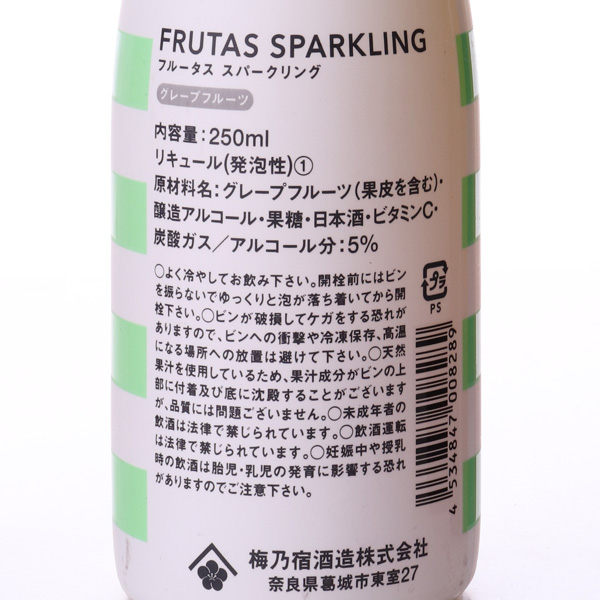 FRUTAS SPARKLING
フルータス スパークリング
グレープフルーツ
内容量:250ml
リキュール(発泡性)①
原材料名:グレープフルーツ(果皮を含む)・
醸造アルコール・果糖・日本酒・ビタミンC・
炭酸ガス/アルコール分:5%
○よく冷やしてお飲み下さい。開栓前にはビン
を振らないでゆっくりと泡が落ち着いてから開
栓下さい。○ビンが破損してケガをする恐れが
ありますので、ビンへの衝撃や冷凍保存、高温
になる場所への放置は避けて下さい。○天然
果汁を使用しているため、果汁成分がビンの上
部に付着及び底に沈殿することがございます
が、品質には問題ございません。○未成年者の
飲酒は法律で禁じられています。○飲酒運転
は法律で禁じられています。○妊娠中や授乳
時の飲酒は胎児・乳児の発育に影響する恐れ
がありますのでご注意下さい。
プラ
PS
4 534847 008289
梅乃宿酒造株式会社
奈良県葛城市東室27